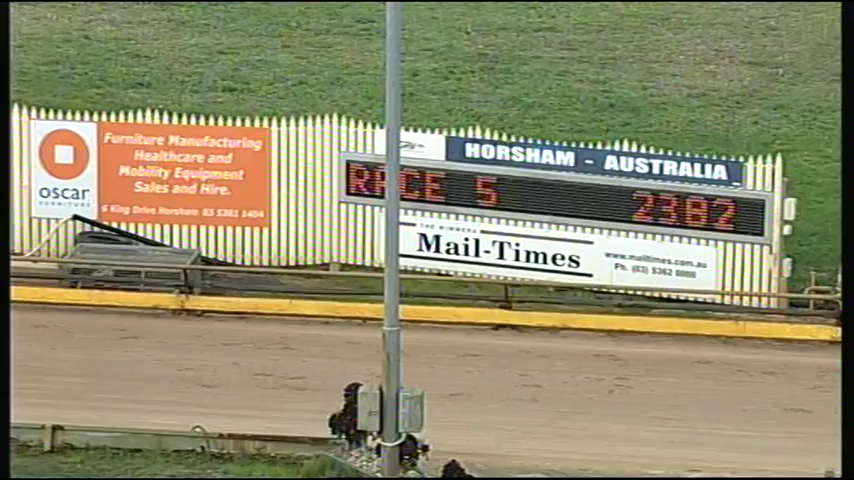 oscar
FURNITURE
Furniture Manufacturing
Healthcare and
Mobility Equipment
Sales and Hire.
6 King Drive Horsham 03 5381 1454
HORSHAM - AUSTRALIA
RACE 5
2382
THE WIMMERA
Mail-Times
www.mailtimes.com.au
Ph: (03) 5362 0000